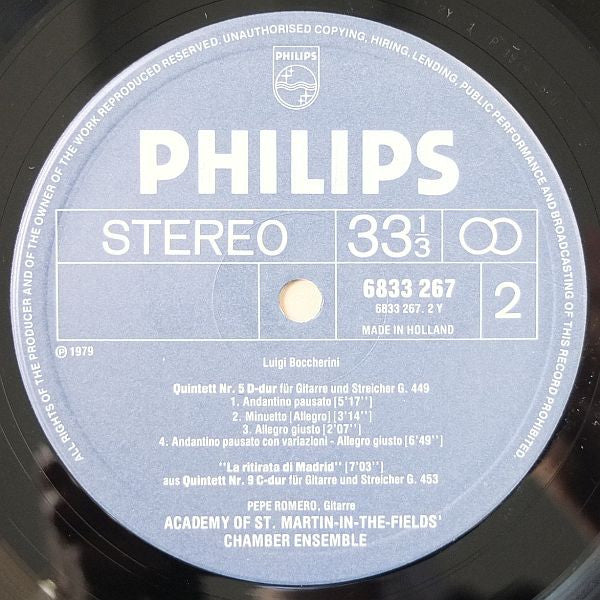 ALL RIGHTS OF THE PRODUCER AND OF THE OWNER OF THE WORK REPRODUCED RESERVED. UNAUTHORISED COPYING, HIRING, LENDING, PUBLIC PERFORMANCE AND BROADCASTING OF THIS RECORD PROHIBITED.
PHILIPS
PHILIPS
STEREO 33 1/3
6833 267
6833 267. 2 Y
MADE IN HOLLAND
2
Ⓟ 1979
Luigi Boccherini
Quintett Nr. 5 D-dur für Gitarre und Streicher G. 449
1. Andantino pausato [5'17'']
2. Minuetto [Allegro] [3'14'']
3. Allegro giusto [2'07'']
4. Andantino pausato con variazioni - Allegro giusto [6'49'']
"La ritirata di Madrid" [7'03'']
aus Quintett Nr. 9 C-dur für Gitarre und Streicher G. 453
PEPE ROMERO, Gitarre
ACADEMY OF ST. MARTIN-IN-THE-FIELDS'
CHAMBER ENSEMBLE